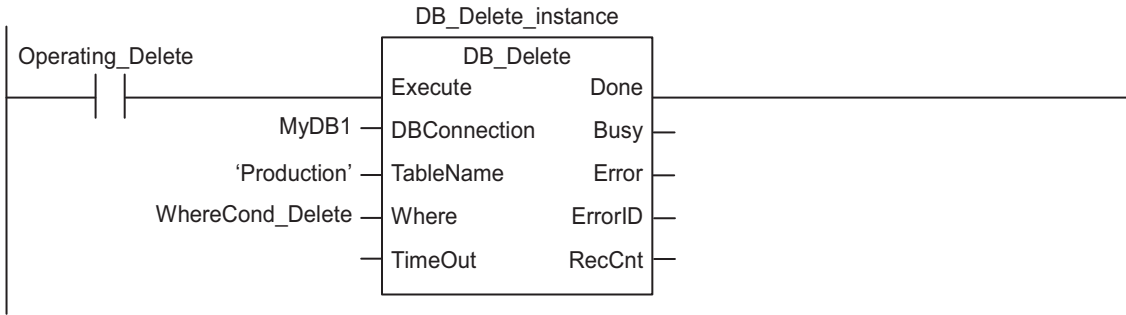 DB_Delete_instance
Operating_Delete
DB_Delete
Execute Done
MyDB1 DBConnection Busy
‘Production’ TableName Error
WhereCond_Delete Where ErrorID
TimeOut RecCnt